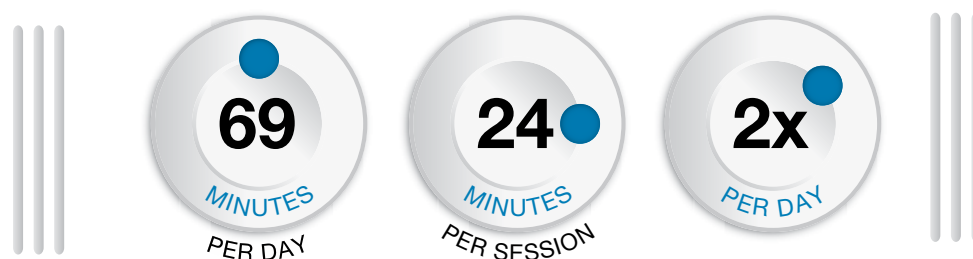 69
MINUTES
PER DAY
24
MINUTES
PER SESSION
2x
PER DAY